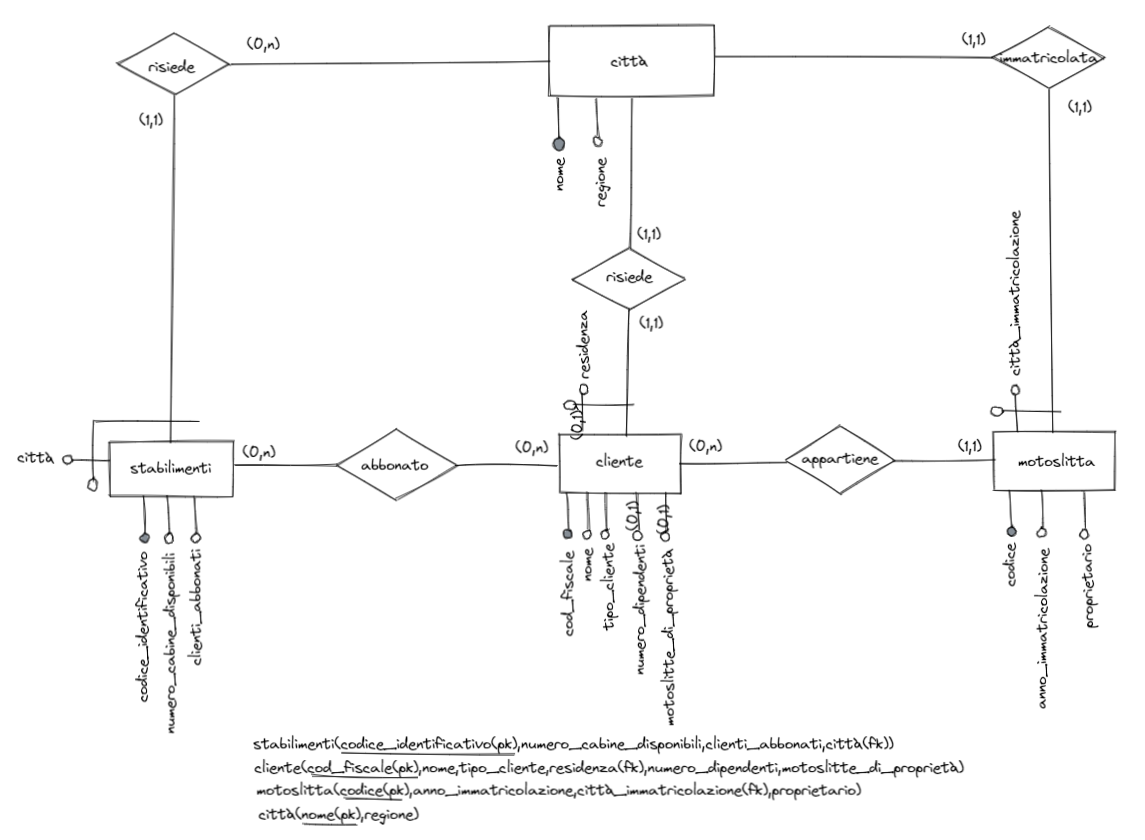 risiede
(0,n)
città
(1,1)
immatricolata
(1,1)
(1,1)
nome
regione
(1,1)
risiede
(1,1)
residenza
(0,1)
città_immatricolazione
città
stabilimenti
(0,n)
abbonato
(0,n)
cliente
(0,n)
appartiene
(1,1)
motoslitta
codice_identificativo
numero_cabine_disponibili
clienti_abbonati
cod_fiscale
nome
tipo_cliente
(0,1)
numero_dipendenti
(0,1)
motoslitte_di_proprietà
codice
anno_immatricolazione
proprietario
stabilimenti(codice_identificativo(pk),numero_cabine_disponibili,clienti_abbonati,città(fk))
cliente(cod_fiscale(pk),nome,tipo_cliente,residenza(fk),numero_dipendenti,motoslitte_di_proprietà)
motoslitta(codice(pk),anno_immatricolazione,città_immatricolazione(fk),proprietario)
città(nome(pk),regione)